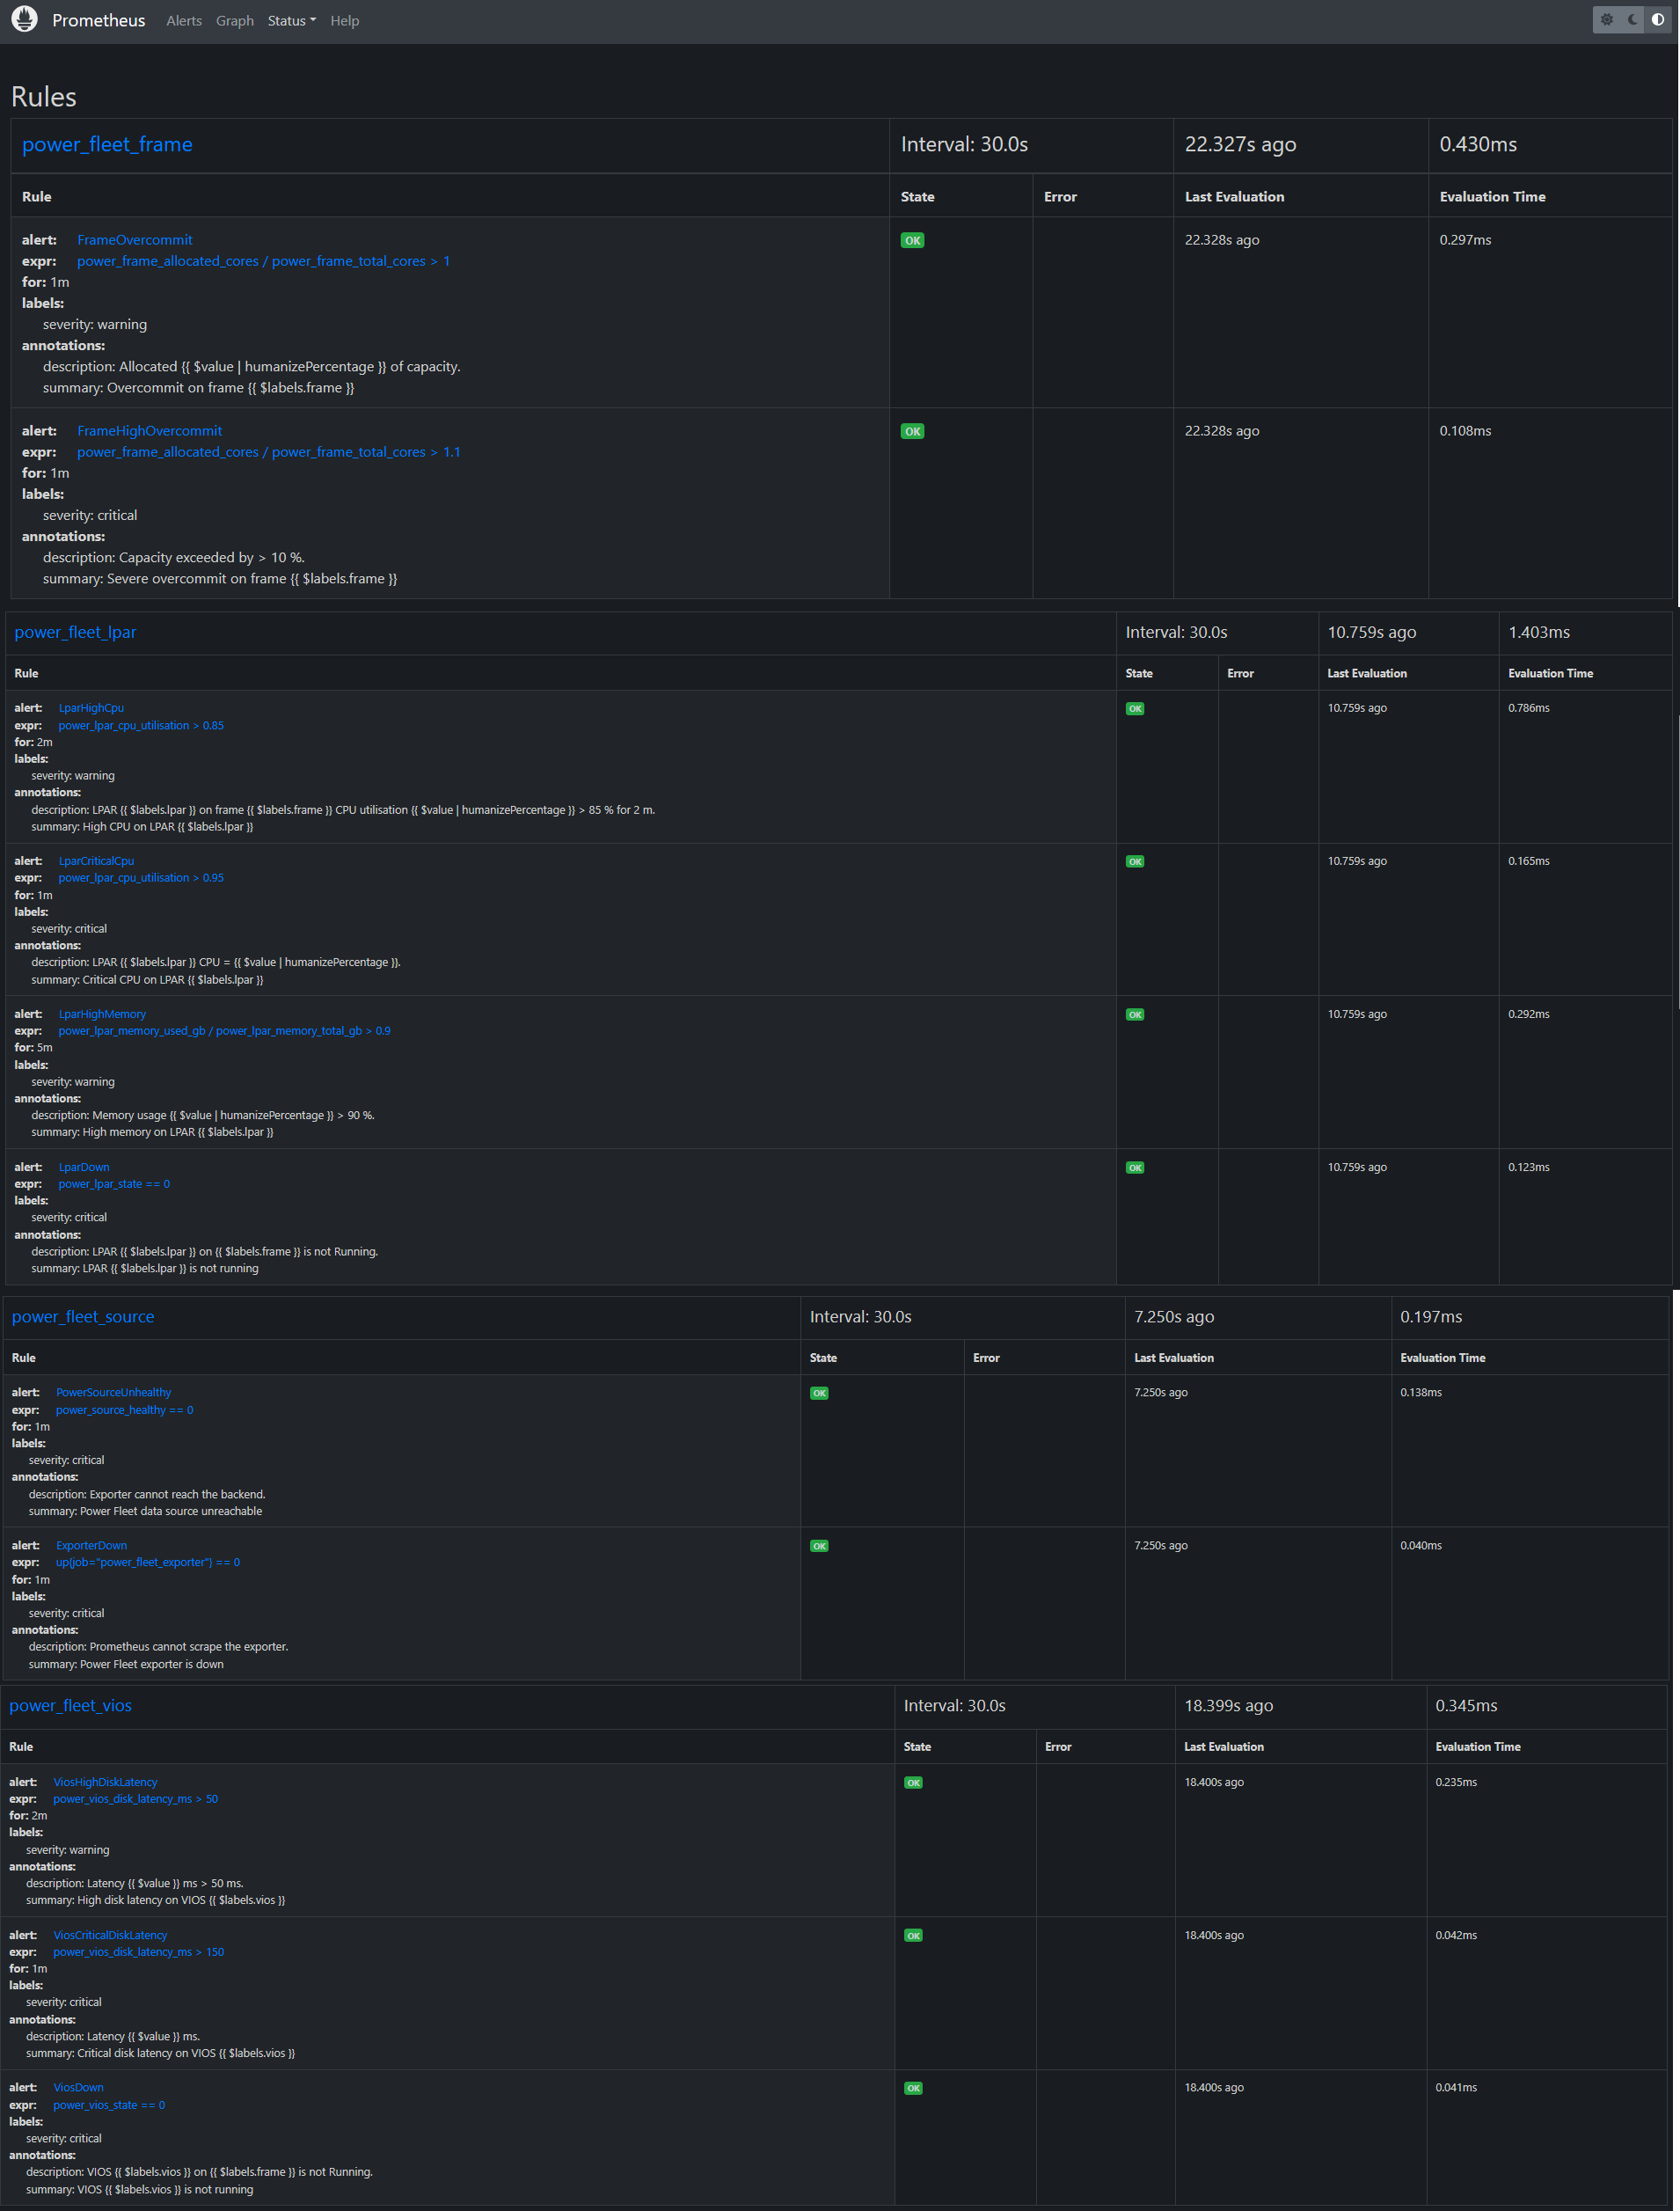 Prometheus Alerts Graph Status Help
Rules
power_fleet_frame Interval: 30.0s 22.327s ago 0.430ms
Rule State Error Last Evaluation Evaluation Time
alert: FrameOvercommit OK 22.328s ago 0.297ms
expr: power_frame_allocated_cores / power_frame_total_cores > 1
for: 1m
labels:
severity: warning
annotations:
description: Allocated {{ $value | humanizePercentage }} of capacity.
summary: Overcommit on frame {{ $labels.frame }}
alert: FrameHighOvercommit OK 22.328s ago 0.108ms
expr: power_frame_allocated_cores / power_frame_total_cores > 1.1
for: 1m
labels:
severity: critical
annotations:
description: Capacity exceeded by > 10 %.
summary: Severe overcommit on frame {{ $labels.frame }}
power_fleet_lpar Interval: 30.0s 10.759s ago 1.403ms
Rule State Error Last Evaluation Evaluation Time
alert: LparHighCpu OK 10.759s ago 0.786ms
expr: power_lpar_cpu_utilisation > 0.85
for: 2m
labels:
severity: warning
annotations:
description: LPAR {{ $labels.lpar }} on frame {{ $labels.frame }} CPU utilisation {{ $value | humanizePercentage }} > 85 % for 2 m.
summary: High CPU on LPAR {{ $labels.lpar }}
alert: LparCriticalCpu OK 10.759s ago 0.165ms
expr: power_lpar_cpu_utilisation > 0.95
for: 1m
labels:
severity: critical
annotations:
description: LPAR {{ $labels.lpar }} CPU = {{ $value | humanizePercentage }}.
summary: Critical CPU on LPAR {{ $labels.lpar }}
alert: LparHighMemory OK 10.759s ago 0.292ms
expr: power_lpar_memory_used_gb / power_lpar_memory_total_gb > 0.9
for: 5m
labels:
severity: warning
annotations:
description: Memory usage {{ $value | humanizePercentage }} > 90 %.
summary: High memory on LPAR {{ $labels.lpar }}
alert: LparDown OK 10.759s ago 0.123ms
expr: power_lpar_state == 0
labels:
severity: critical
annotations:
description: LPAR {{ $labels.lpar }} on {{ $labels.frame }} is not Running.
summary: LPAR {{ $labels.lpar }} is not running
power_fleet_source Interval: 30.0s 7.250s ago 0.197ms
Rule State Error Last Evaluation Evaluation Time
alert: PowerSourceUnhealthy OK 7.250s ago 0.138ms
expr: power_source_healthy == 0
for: 1m
labels:
severity: critical
annotations:
description: Exporter cannot reach the backend.
summary: Power Fleet data source unreachable
alert: ExporterDown OK 7.250s ago 0.040ms
expr: up{job="power_fleet_exporter"} == 0
for: 1m
labels:
severity: critical
annotations:
description: Prometheus cannot scrape the exporter.
summary: Power Fleet exporter is down
power_fleet_vios Interval: 30.0s 18.399s ago 0.345ms
Rule State Error Last Evaluation Evaluation Time
alert: ViosHighDiskLatency OK 18.400s ago 0.235ms
expr: power_vios_disk_latency_ms > 50
for: 2m
labels:
severity: warning
annotations:
description: Latency {{ $value }} ms > 50 ms.
summary: High disk latency on VIOS {{ $labels.vios }}
alert: ViosCriticalDiskLatency OK 18.400s ago 0.042ms
expr: power_vios_disk_latency_ms > 150
for: 1m
labels:
severity: critical
annotations:
description: Latency {{ $value }} ms.
summary: Critical disk latency on VIOS {{ $labels.vios }}
alert: ViosDown OK 18.400s ago 0.041ms
expr: power_vios_state == 0
labels:
severity: critical
annotations:
description: VIOS {{ $labels.vios }} on {{ $labels.frame }} is not Running.
summary: VIOS {{ $labels.vios }} is not running